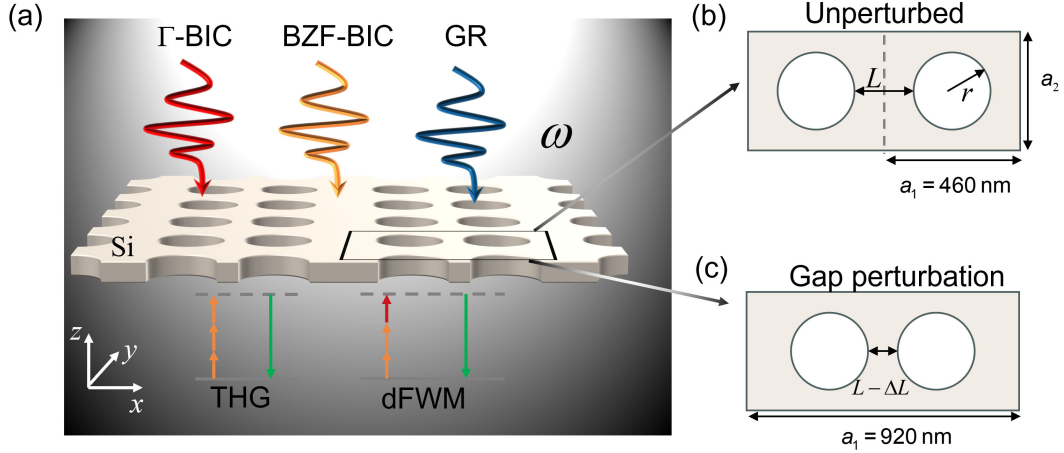 (a)
Γ-BIC BZF-BIC GR
ω
Si
z
y
x
THG dFWM
(b)
Unperturbed
L
r
a₂
a₁ = 460 nm
(c)
Gap perturbation
L − ΔL
a₁ = 920 nm